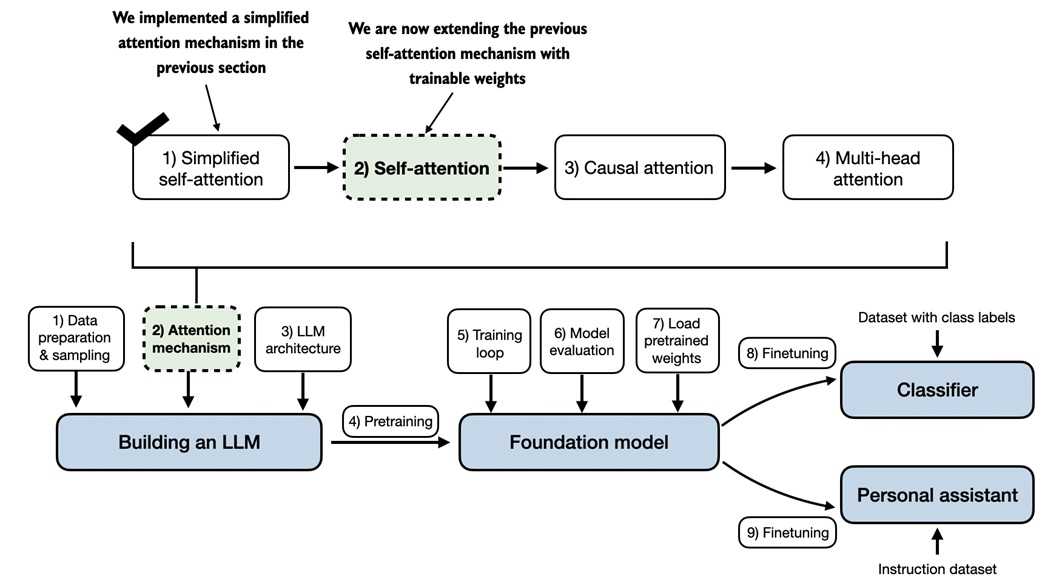 We implemented a simplified
attention mechanism in the
previous section
We are now extending the previous
self-attention mechanism with
trainable weights
1) Simplified
self-attention
2) Self-attention
3) Causal attention
4) Multi-head
attention
1) Data
preparation
& sampling
2) Attention
mechanism
3) LLM
architecture
5) Training
loop
6) Model
evaluation
7) Load
pretrained
weights
Dataset with class labels
8) Finetuning
Classifier
4) Pretraining
Building an LLM
Foundation model
Personal assistant
9) Finetuning
Instruction dataset